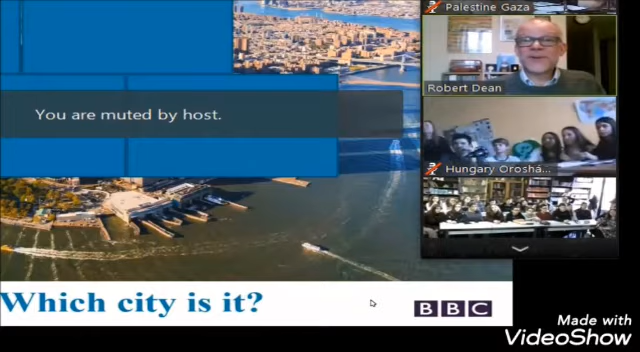 Palestine Gaza
Robert Dean
You are muted by host.
Hungary Orosha...
Which city is it?
BBC
Made with
VideoShow